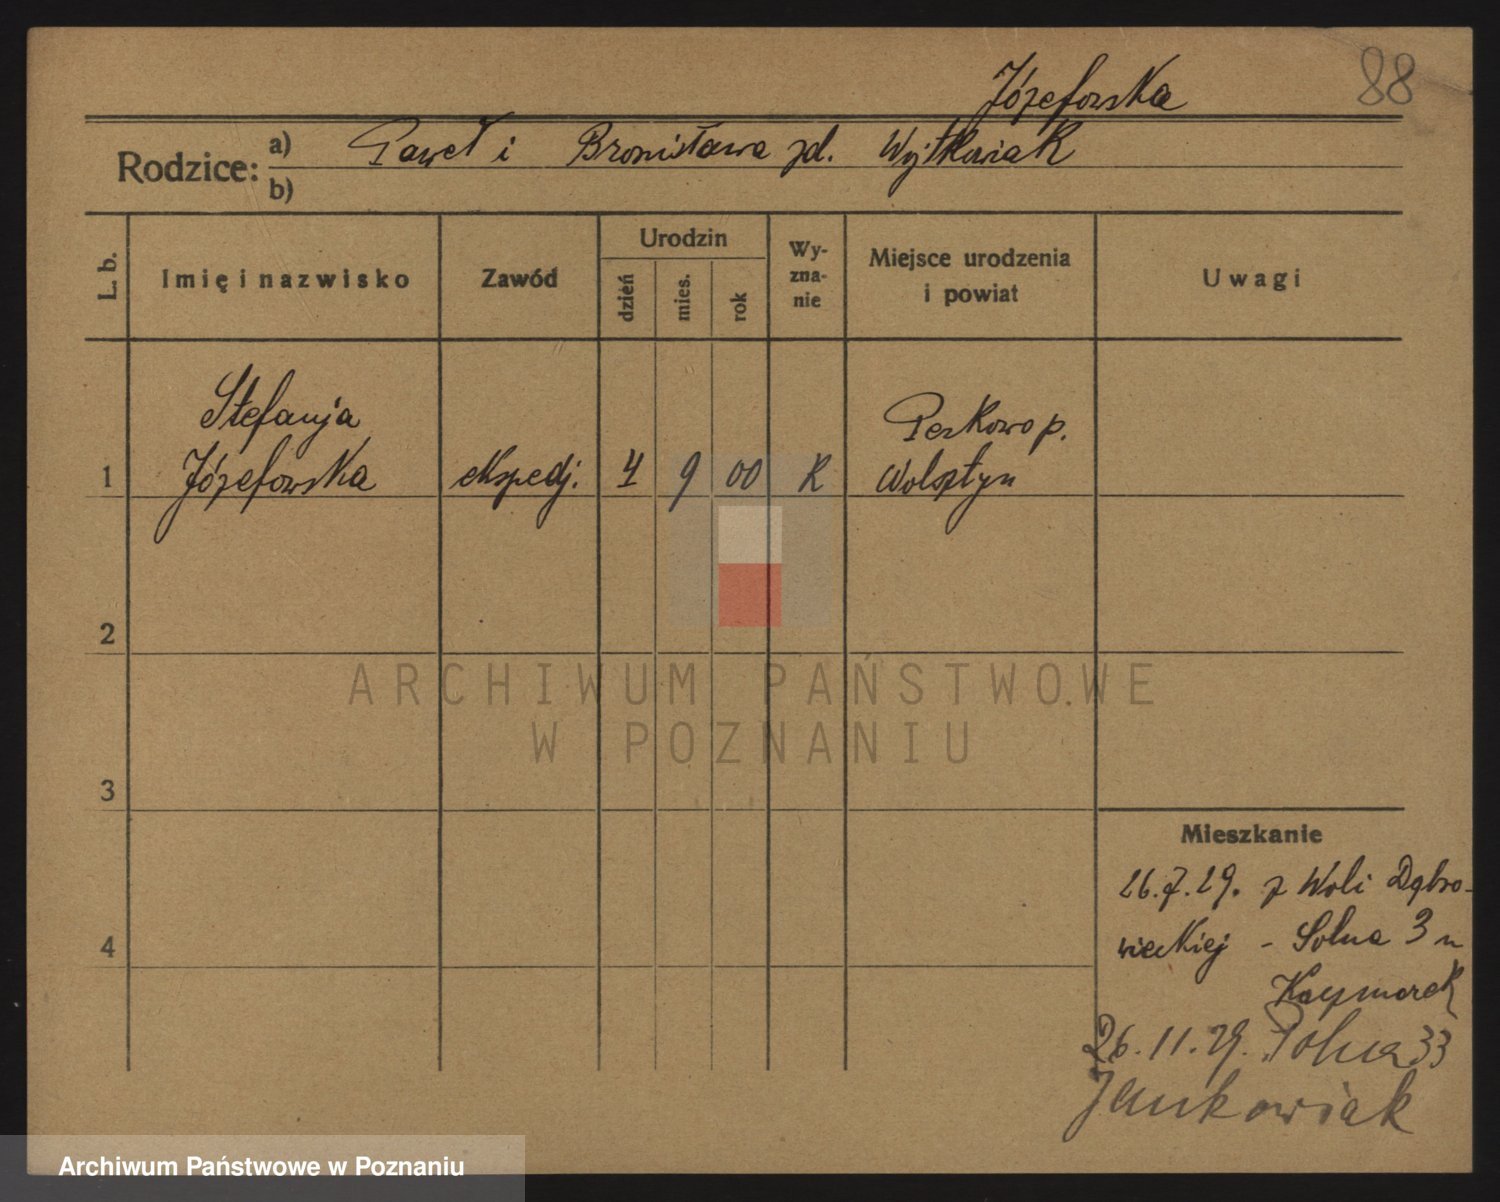 Józefowska
88
Rodzice: a) Paweł i Bronisława zd. Wojtkowiak
b)
L. b.
Imię i nazwisko
Zawód
Urodzin
dzień
mies.
rok
Wy-
zna-
nie
Miejsce urodzenia
i powiat
Uwagi
Stefanja
Józefowska
1
ekspedj.
4
9
00
R
Perkowo p.
Wolsztyn
2
3
4
ARCHIWUM PAŃSTWOWE
W POZNANIU
Mieszkanie
26.7.29. z Woli Dąbro-
wieckiej - Solna 3 u
Kaczmarek
26.11.29. Polna 33
Jankowiak
Archiwum Państwowe w Poznaniu